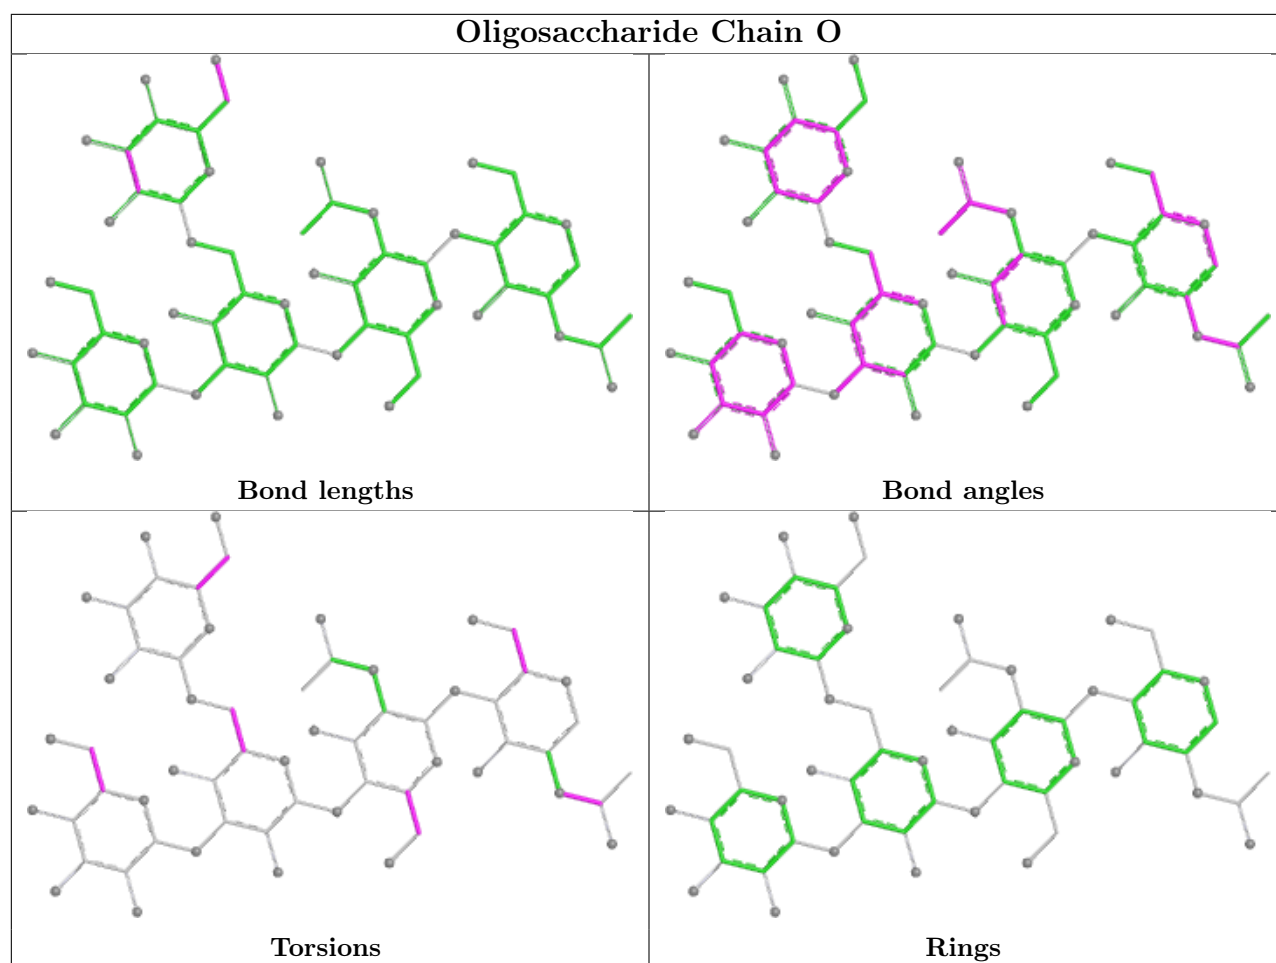 Oligosaccharide Chain O
Bond lengths
Bond angles
Torsions
Rings